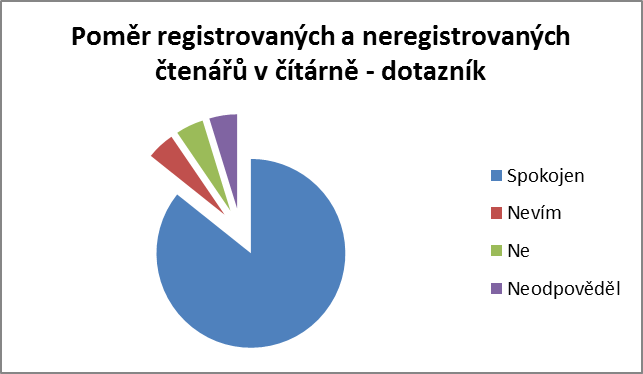 Poměr registrovaných a neregistrovaných
čtenářů v čítárně - dotazník
Spokojen
Nevím
Ne
Neodpověděl